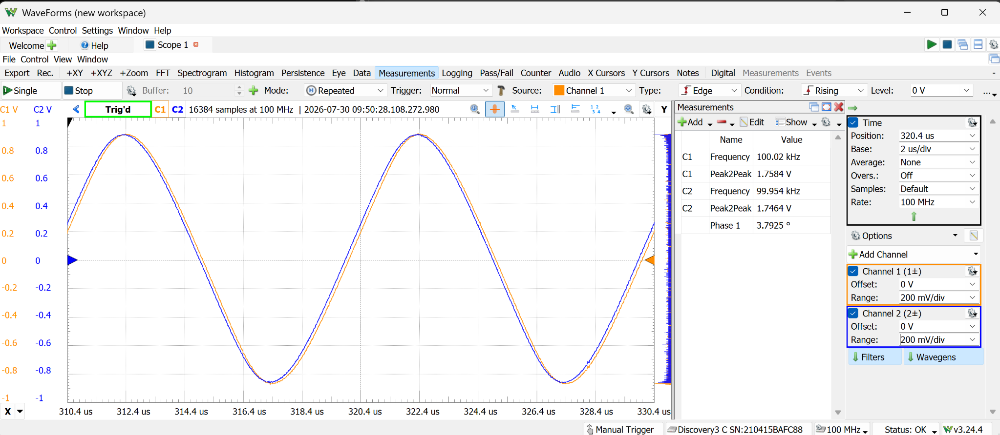 WaveForms (new workspace)
Workspace Control Settings Window Help
Welcome Help Scope 1
File Control View Window
Export Rec. +XY +XYZ +Zoom FFT Spectrogram Histogram Persistence Eye Data Measurements Logging Pass/Fail Counter Audio X Cursors Y Cursors Notes Digital Measurements Events -
Single Stop Buffer: 10 Mode: Repeated Trigger: Normal Source: Channel 1 Type: Edge Condition: Rising Level: 0 V ...
C1 V C2 V Trig'd C1 C2 16384 samples at 100 MHz | 2026-07-30 09:50:28.108.272.980 Y
1 1
0.8 0.8
0.6 0.6
0.4 0.4
0.2 0.2
0 0
-0.2 -0.2
-0.4 -0.4
-0.6 -0.6
-0.8 -0.8
-1 -1
X 310.4 us 312.4 us 314.4 us 316.4 us 318.4 us 320.4 us 322.4 us 324.4 us 326.4 us 328.4 us 330.4 us
Measurements
Add Edit Show
Name Value
C1 Frequency 100.02 kHz
C1 Peak2Peak 1.7584 V
C2 Frequency 99.954 kHz
C2 Peak2Peak 1.7464 V
Phase 1 3.7925 °
Time
Position: 320.4 us
Base: 2 us/div
Average: None
Overs.: Off
Samples: Default
Rate: 100 MHz
Options
Add Channel
Channel 1 (1±)
Offset: 0 V
Range: 200 mV/div
Channel 2 (2±)
Offset: 0 V
Range: 200 mV/div
Filters Wavegens
Manual Trigger Discovery3 C SN:210415BAFC88 100 MHz Status: OK v3.24.4